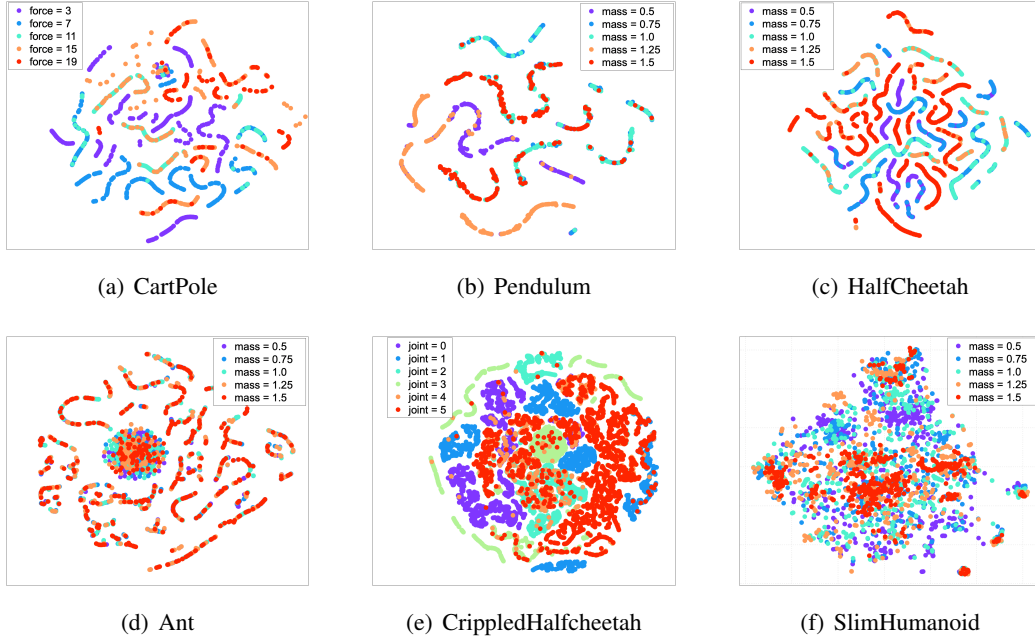 force = 3
force = 7
force = 11
force = 15
force = 19
mass = 0.5
mass = 0.75
mass = 1.0
mass = 1.25
mass = 1.5
mass = 0.5
mass = 0.75
mass = 1.0
mass = 1.25
mass = 1.5
(a) CartPole
(b) Pendulum
(c) HalfCheetah
mass = 0.5
mass = 0.75
mass = 1.0
mass = 1.25
mass = 1.5
joint = 0
joint = 1
joint = 2
joint = 3
joint = 4
joint = 5
mass = 0.5
mass = 0.75
mass = 1.0
mass = 1.25
mass = 1.5
(d) Ant
(e) CrippledHalfcheetah
(f) SlimHumanoid